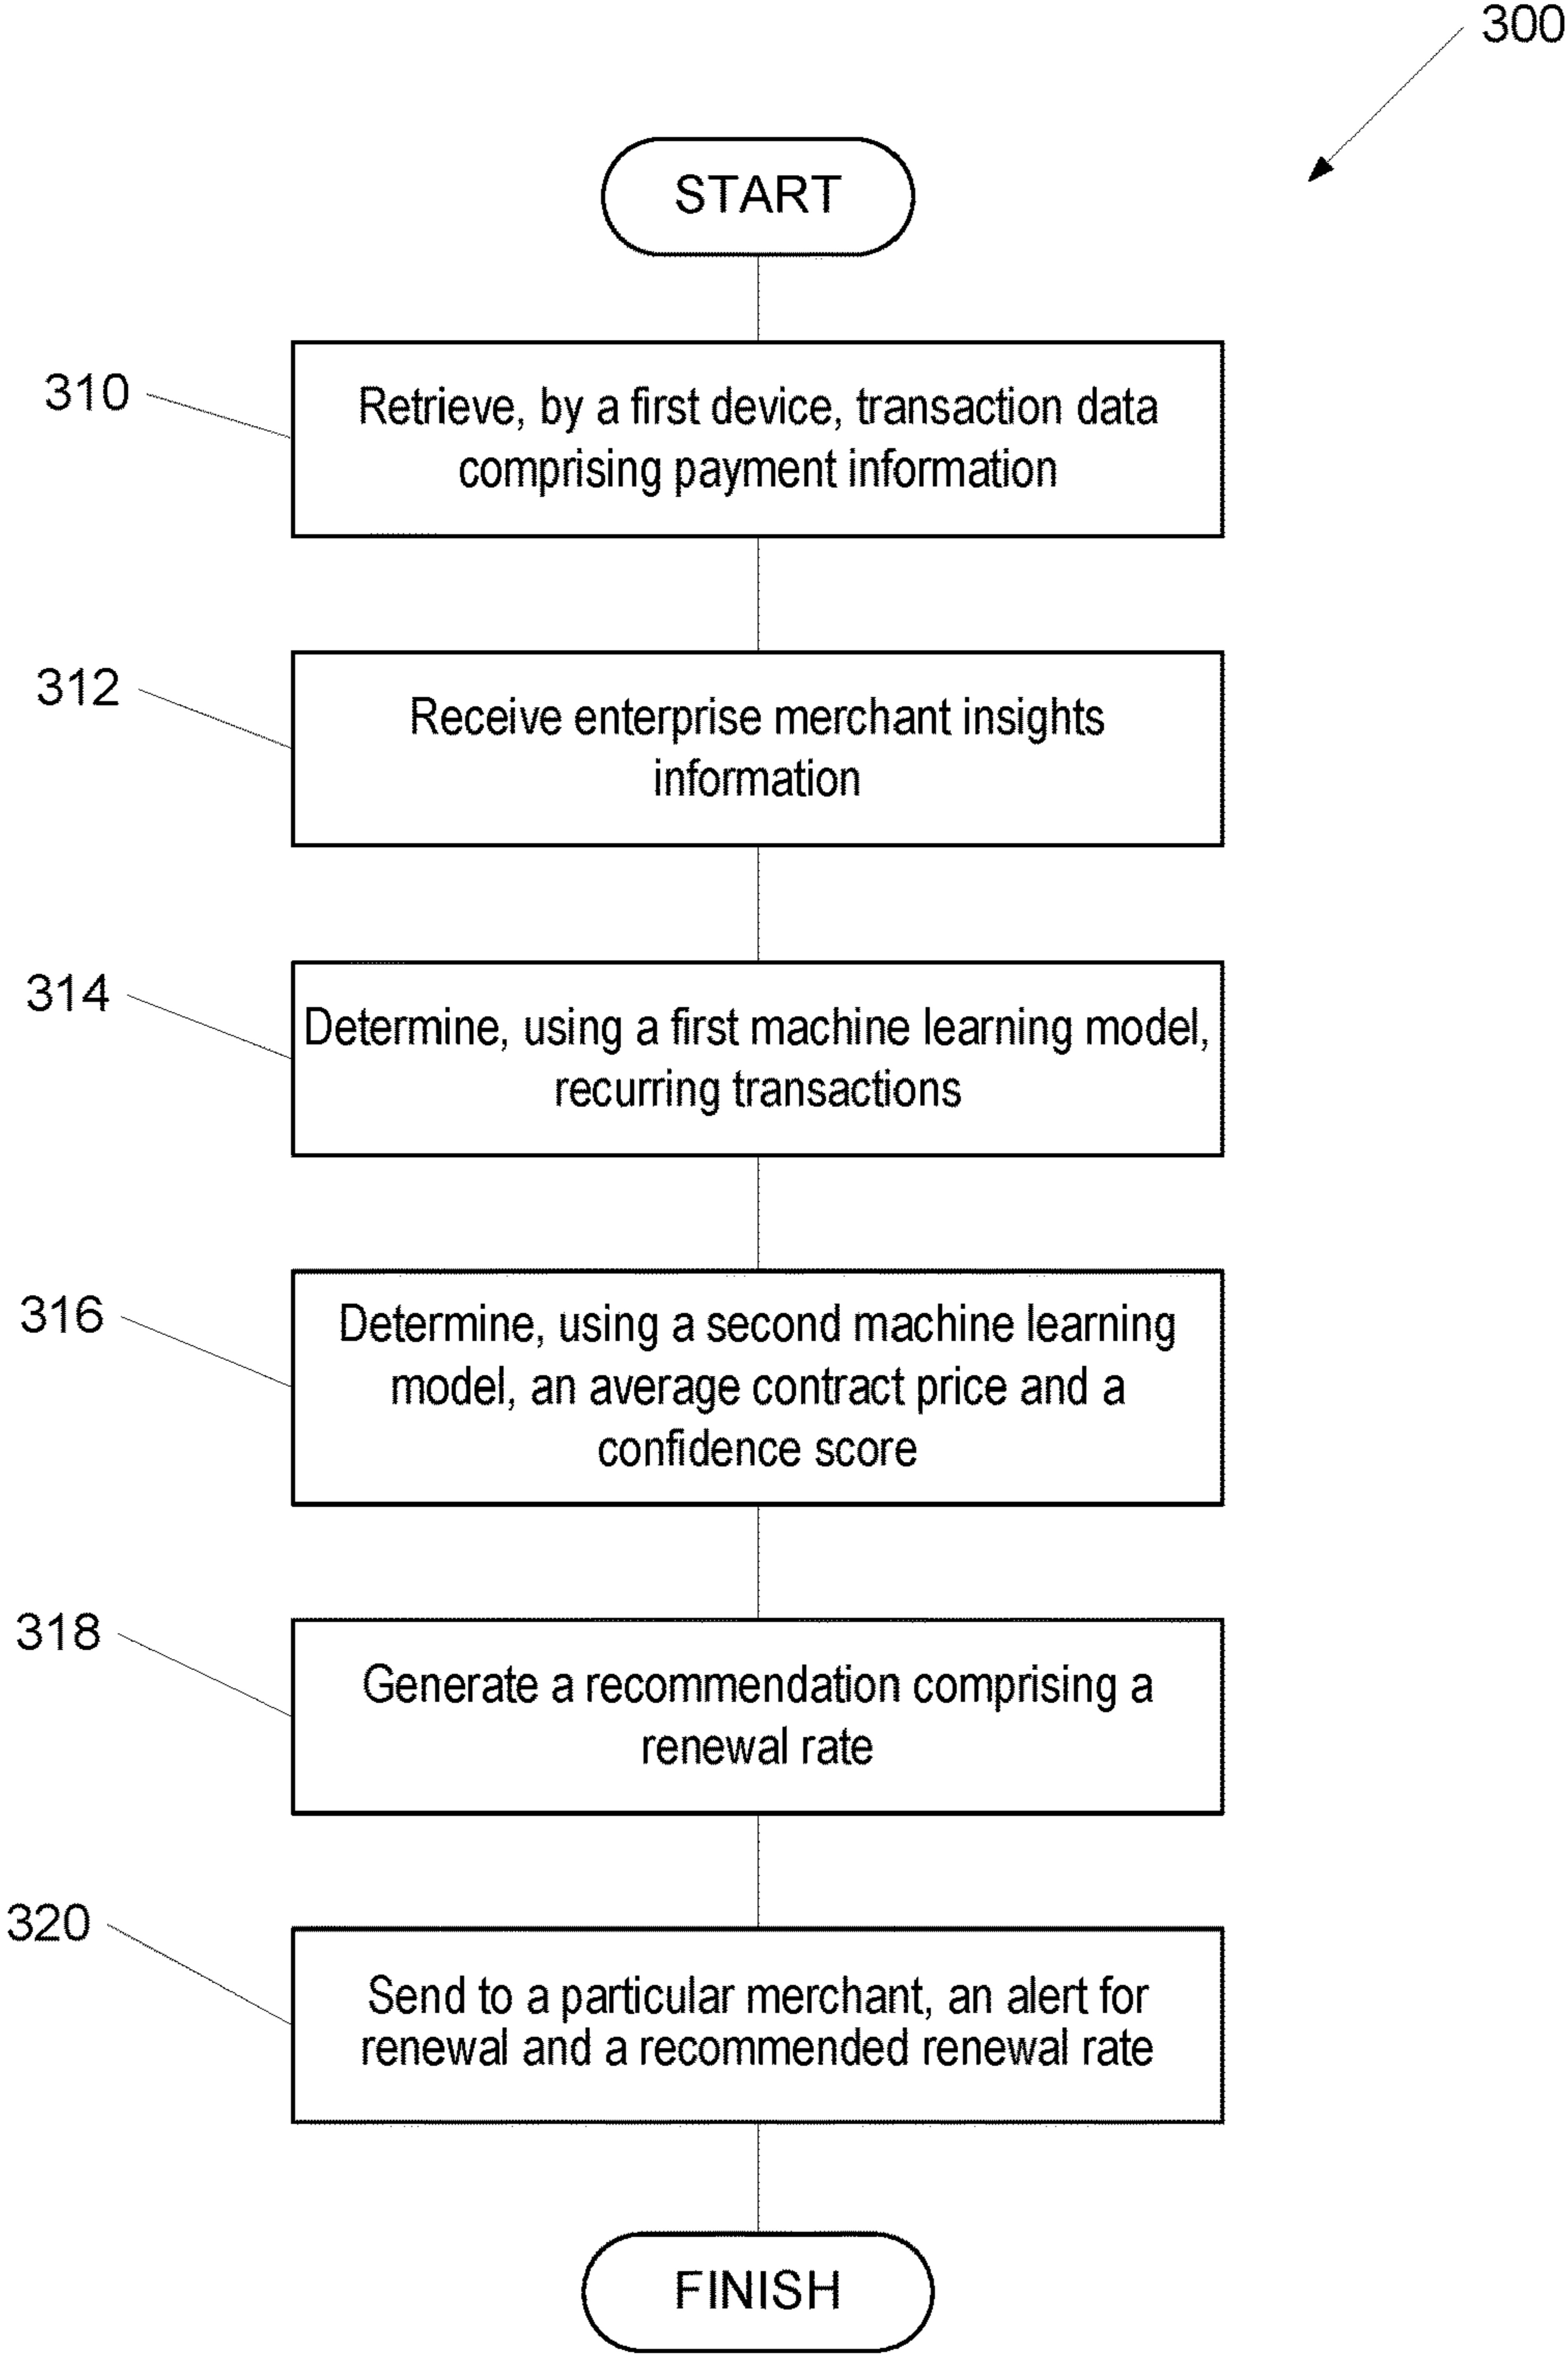 300
START
310
Retrieve, by a first device, transaction data
comprising payment information
312
Receive enterprise merchant insights
information
314
Determine, using a first machine learning model,
recurring transactions
316
Determine, using a second machine learning
model, an average contract price and a
confidence score
318
Generate a recommendation comprising a
renewal rate
320
Send to a particular merchant, an alert for
renewal and a recommended renewal rate
FINISH